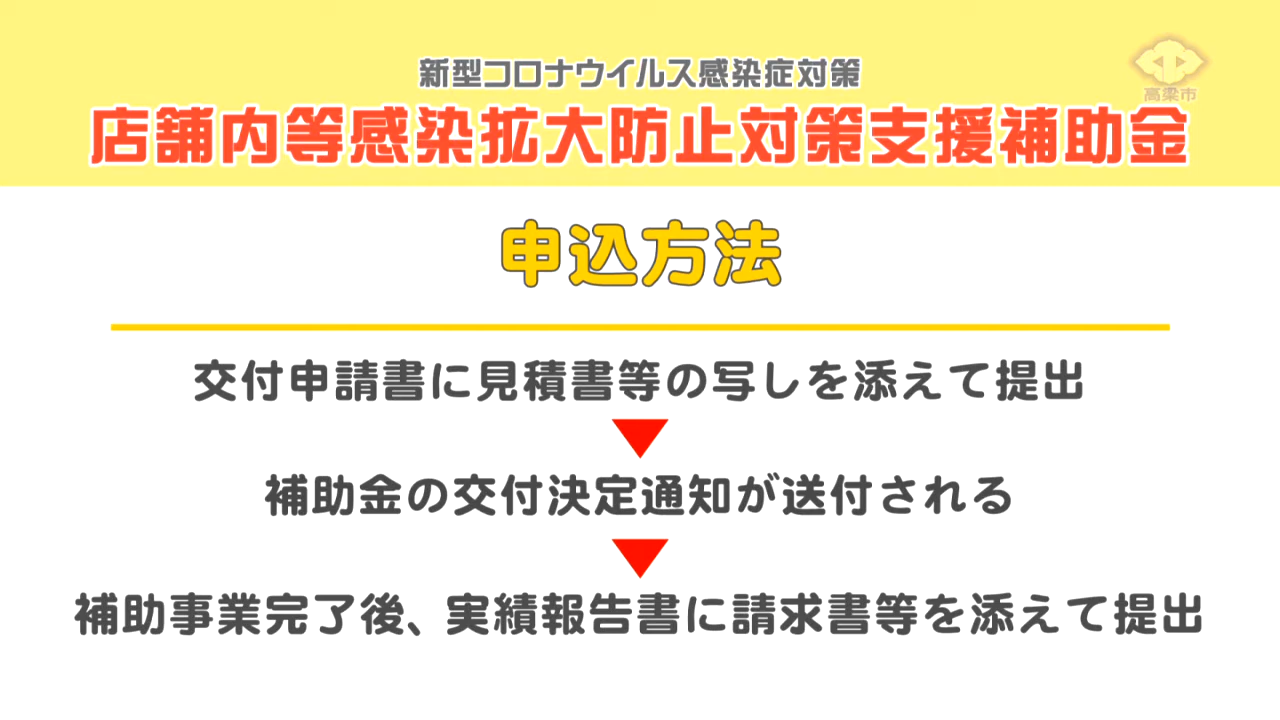 新型コロナウイルス感染症対策
高梁市
店舗内等感染拡大防止対策支援補助金
申込方法
交付申請書に見積書等の写しを添えて提出
補助金の交付決定通知が送付される
補助事業完了後、実績報告書に請求書等を添えて提出